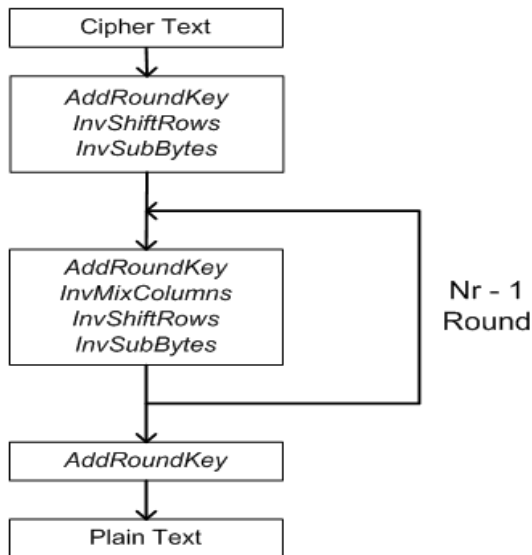 Cipher Text
AddRoundKey
InvShiftRows
InvSubBytes
AddRoundKey
InvMixColumns
InvShiftRows
InvSubBytes
Nr - 1
Round
AddRoundKey
Plain Text